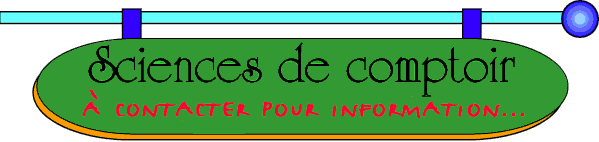 Sciences de comptoir
À CONTACTER POUR INFORMATION...